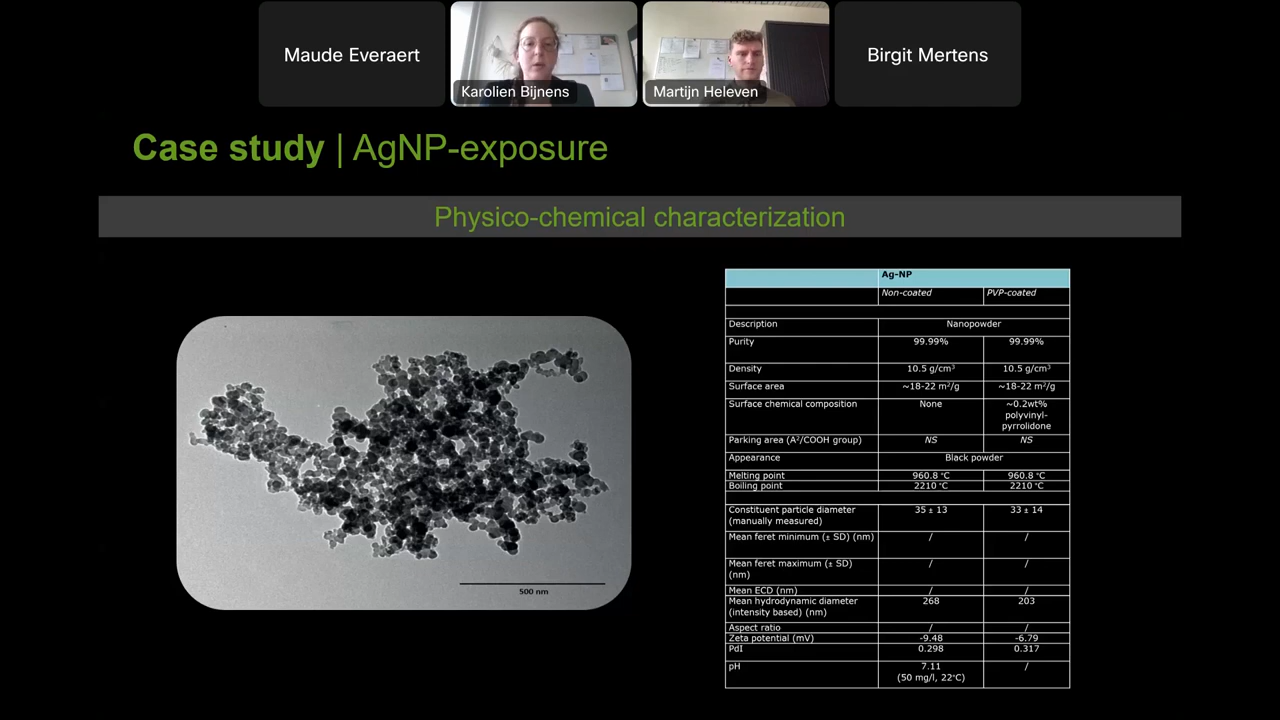 Maude Everaert
Karolien Bijnens
Martijn Heleven
Birgit Mertens
Case study | AgNP-exposure
Physico-chemical characterization
500 nm
Ag-NP
Non-coated PVP-coated
Description Nanopowder
Purity 99.99% 99.99%
Density 10.5 g/cm³ 10.5 g/cm³
Surface area ~18-22 m²/g ~18-22 m²/g
Surface chemical composition None ~0.2wt%
polyvinyl-
pyrrolidone
Parking area (A²/COOH group) NS NS
Appearance Black powder
Melting point 960.8 °C 960.8 °C
Boiling point 2210 °C 2210 °C
Constituent particle diameter 35 ± 13 33 ± 14
(manually measured)
Mean feret minimum (± SD) (nm) / /
Mean feret maximum (± SD) / /
(nm)
Mean ECD (nm) / /
Mean hydrodynamic diameter 268 203
(intensity based) (nm)
Aspect ratio / /
Zeta potential (mV) -9.48 -6.79
PdI 0.298 0.317
pH 7.11 /
(50 mg/l, 22°C)